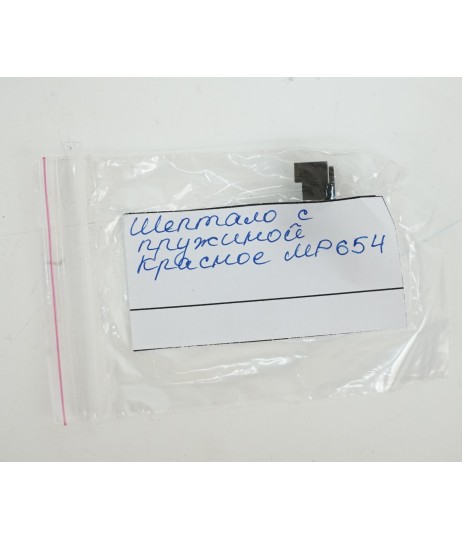 Шептало с
пружиной
красное МР654